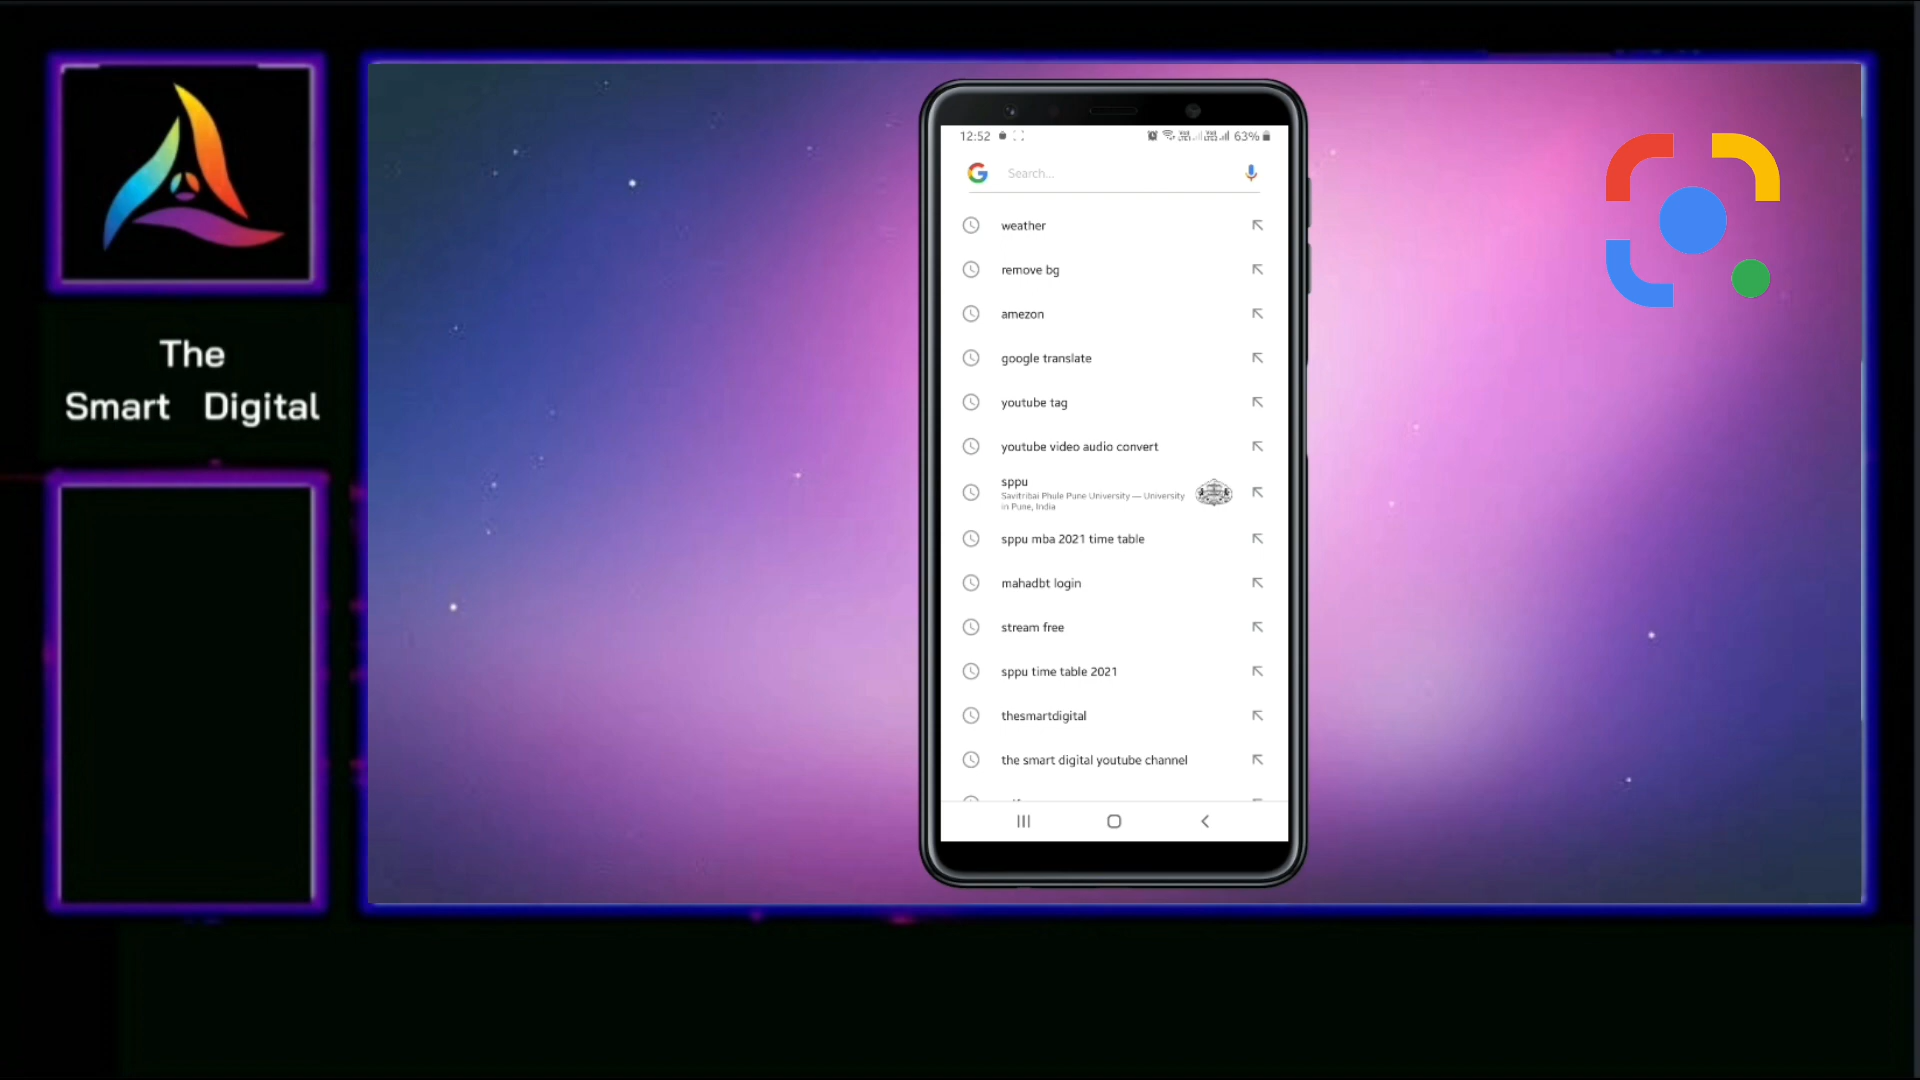 The
Smart Digital
12:52
63%
Search...
weather
remove bg
amezon
google translate
youtube tag
youtube video audio convert
sppu
Savitribai Phule Pune University — University
in Pune, India
sppu mba 2021 time table
mahadbt login
stream free
sppu time table 2021
thesmartdigital
the smart digital youtube channel